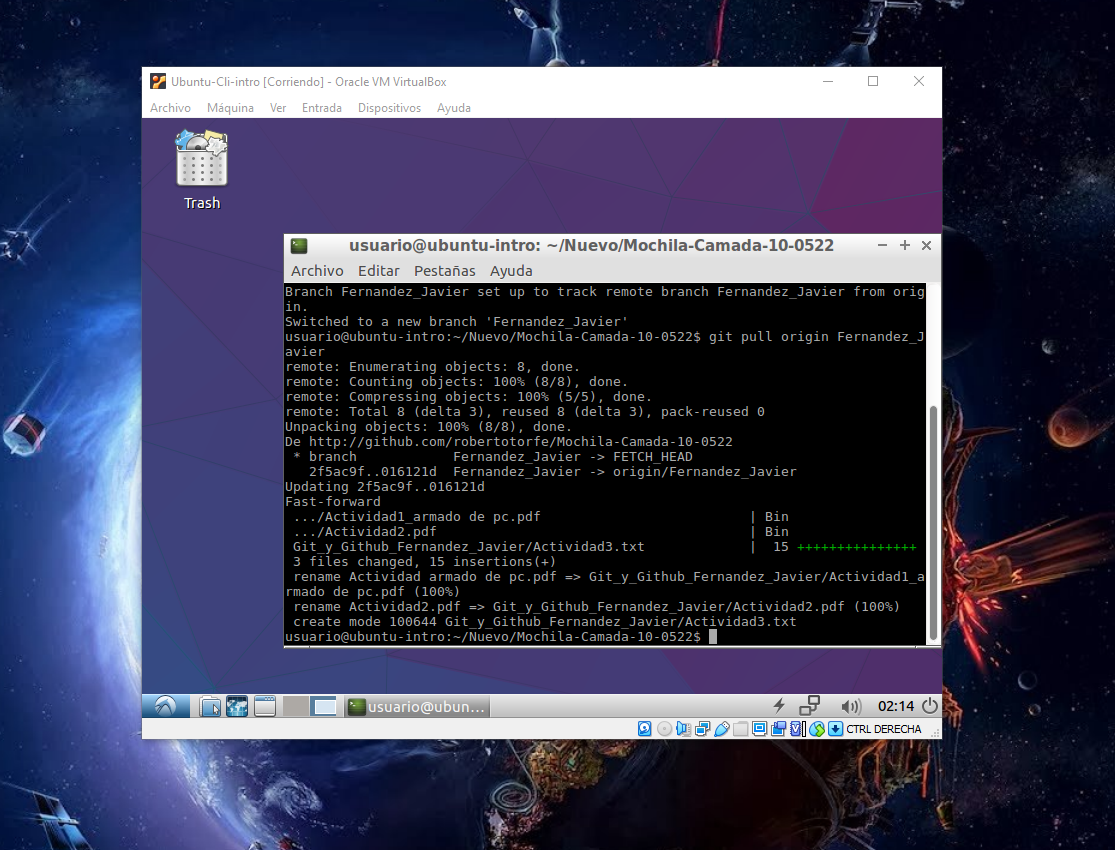 Ubuntu-Cli-intro [Corriendo] - Oracle VM VirtualBox
Archivo Máquina Ver Entrada Dispositivos Ayuda
Trash
usuario@ubuntu-intro: ~/Nuevo/Mochila-Camada-10-0522
Archivo Editar Pestañas Ayuda
Branch Fernandez_Javier set up to track remote branch Fernandez_Javier from orig
in.
Switched to a new branch 'Fernandez_Javier'
usuario@ubuntu-intro:~/Nuevo/Mochila-Camada-10-0522$ git pull origin Fernandez_J
avier
remote: Enumerating objects: 8, done.
remote: Counting objects: 100% (8/8), done.
remote: Compressing objects: 100% (5/5), done.
remote: Total 8 (delta 3), reused 8 (delta 3), pack-reused 0
Unpacking objects: 100% (8/8), done.
De http://github.com/robertotorfe/Mochila-Camada-10-0522
 * branch            Fernandez_Javier -> FETCH_HEAD
   2f5ac9f..016121d  Fernandez_Javier -> origin/Fernandez_Javier
Updating 2f5ac9f..016121d
Fast-forward
 .../Actividad1_armado de pc.pdf                          | Bin
 .../Actividad2.pdf                                       | Bin
 Git_y_Github_Fernandez_Javier/Actividad3.txt             |  15 +++++++++++++++
 3 files changed, 15 insertions(+)
 rename Actividad armado de pc.pdf => Git_y_Github_Fernandez_Javier/Actividad1_a
rmado de pc.pdf (100%)
 rename Actividad2.pdf => Git_y_Github_Fernandez_Javier/Actividad2.pdf (100%)
 create mode 100644 Git_y_Github_Fernandez_Javier/Actividad3.txt
usuario@ubuntu-intro:~/Nuevo/Mochila-Camada-10-0522$
usuario@ubun... 02:14
CTRL DERECHA